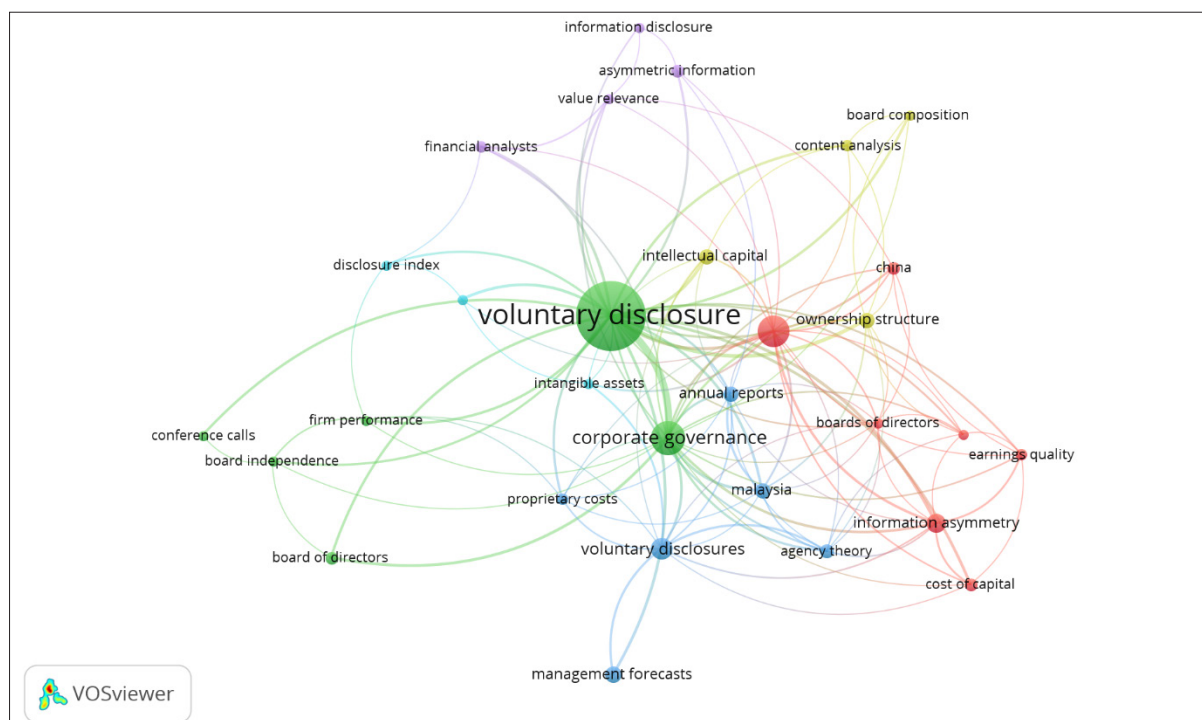 information disclosure
asymmetric information
value relevance
board composition
financial analysts
content analysis
intellectual capital
disclosure index
china
voluntary disclosure
ownership structure
intangible assets
annual reports
firm performance
boards of directors
conference calls
corporate governance
board independence
earnings quality
malaysia
proprietary costs
information asymmetry
voluntary disclosures
agency theory
board of directors
cost of capital
management forecasts
VOSviewer